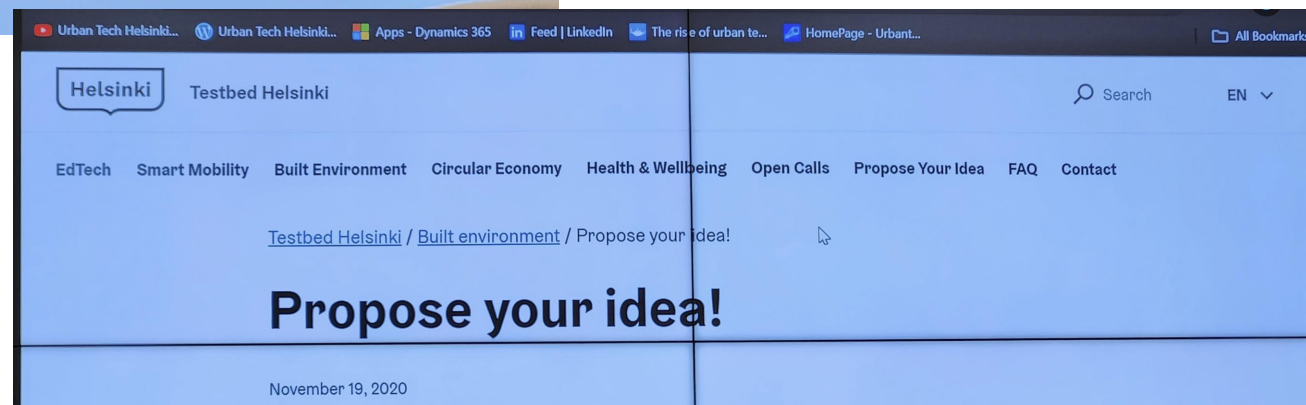 Urban Tech Helsinki... Urban Tech Helsinki... Apps - Dynamics 365 Feed | LinkedIn The rise of urban te... HomePage - Urbant... All Bookmarks
Helsinki Testbed Helsinki Search EN
EdTech Smart Mobility Built Environment Circular Economy Health & Wellbeing Open Calls Propose Your Idea FAQ Contact
Testbed Helsinki / Built environment / Propose your idea!
Propose your idea!
November 19, 2020